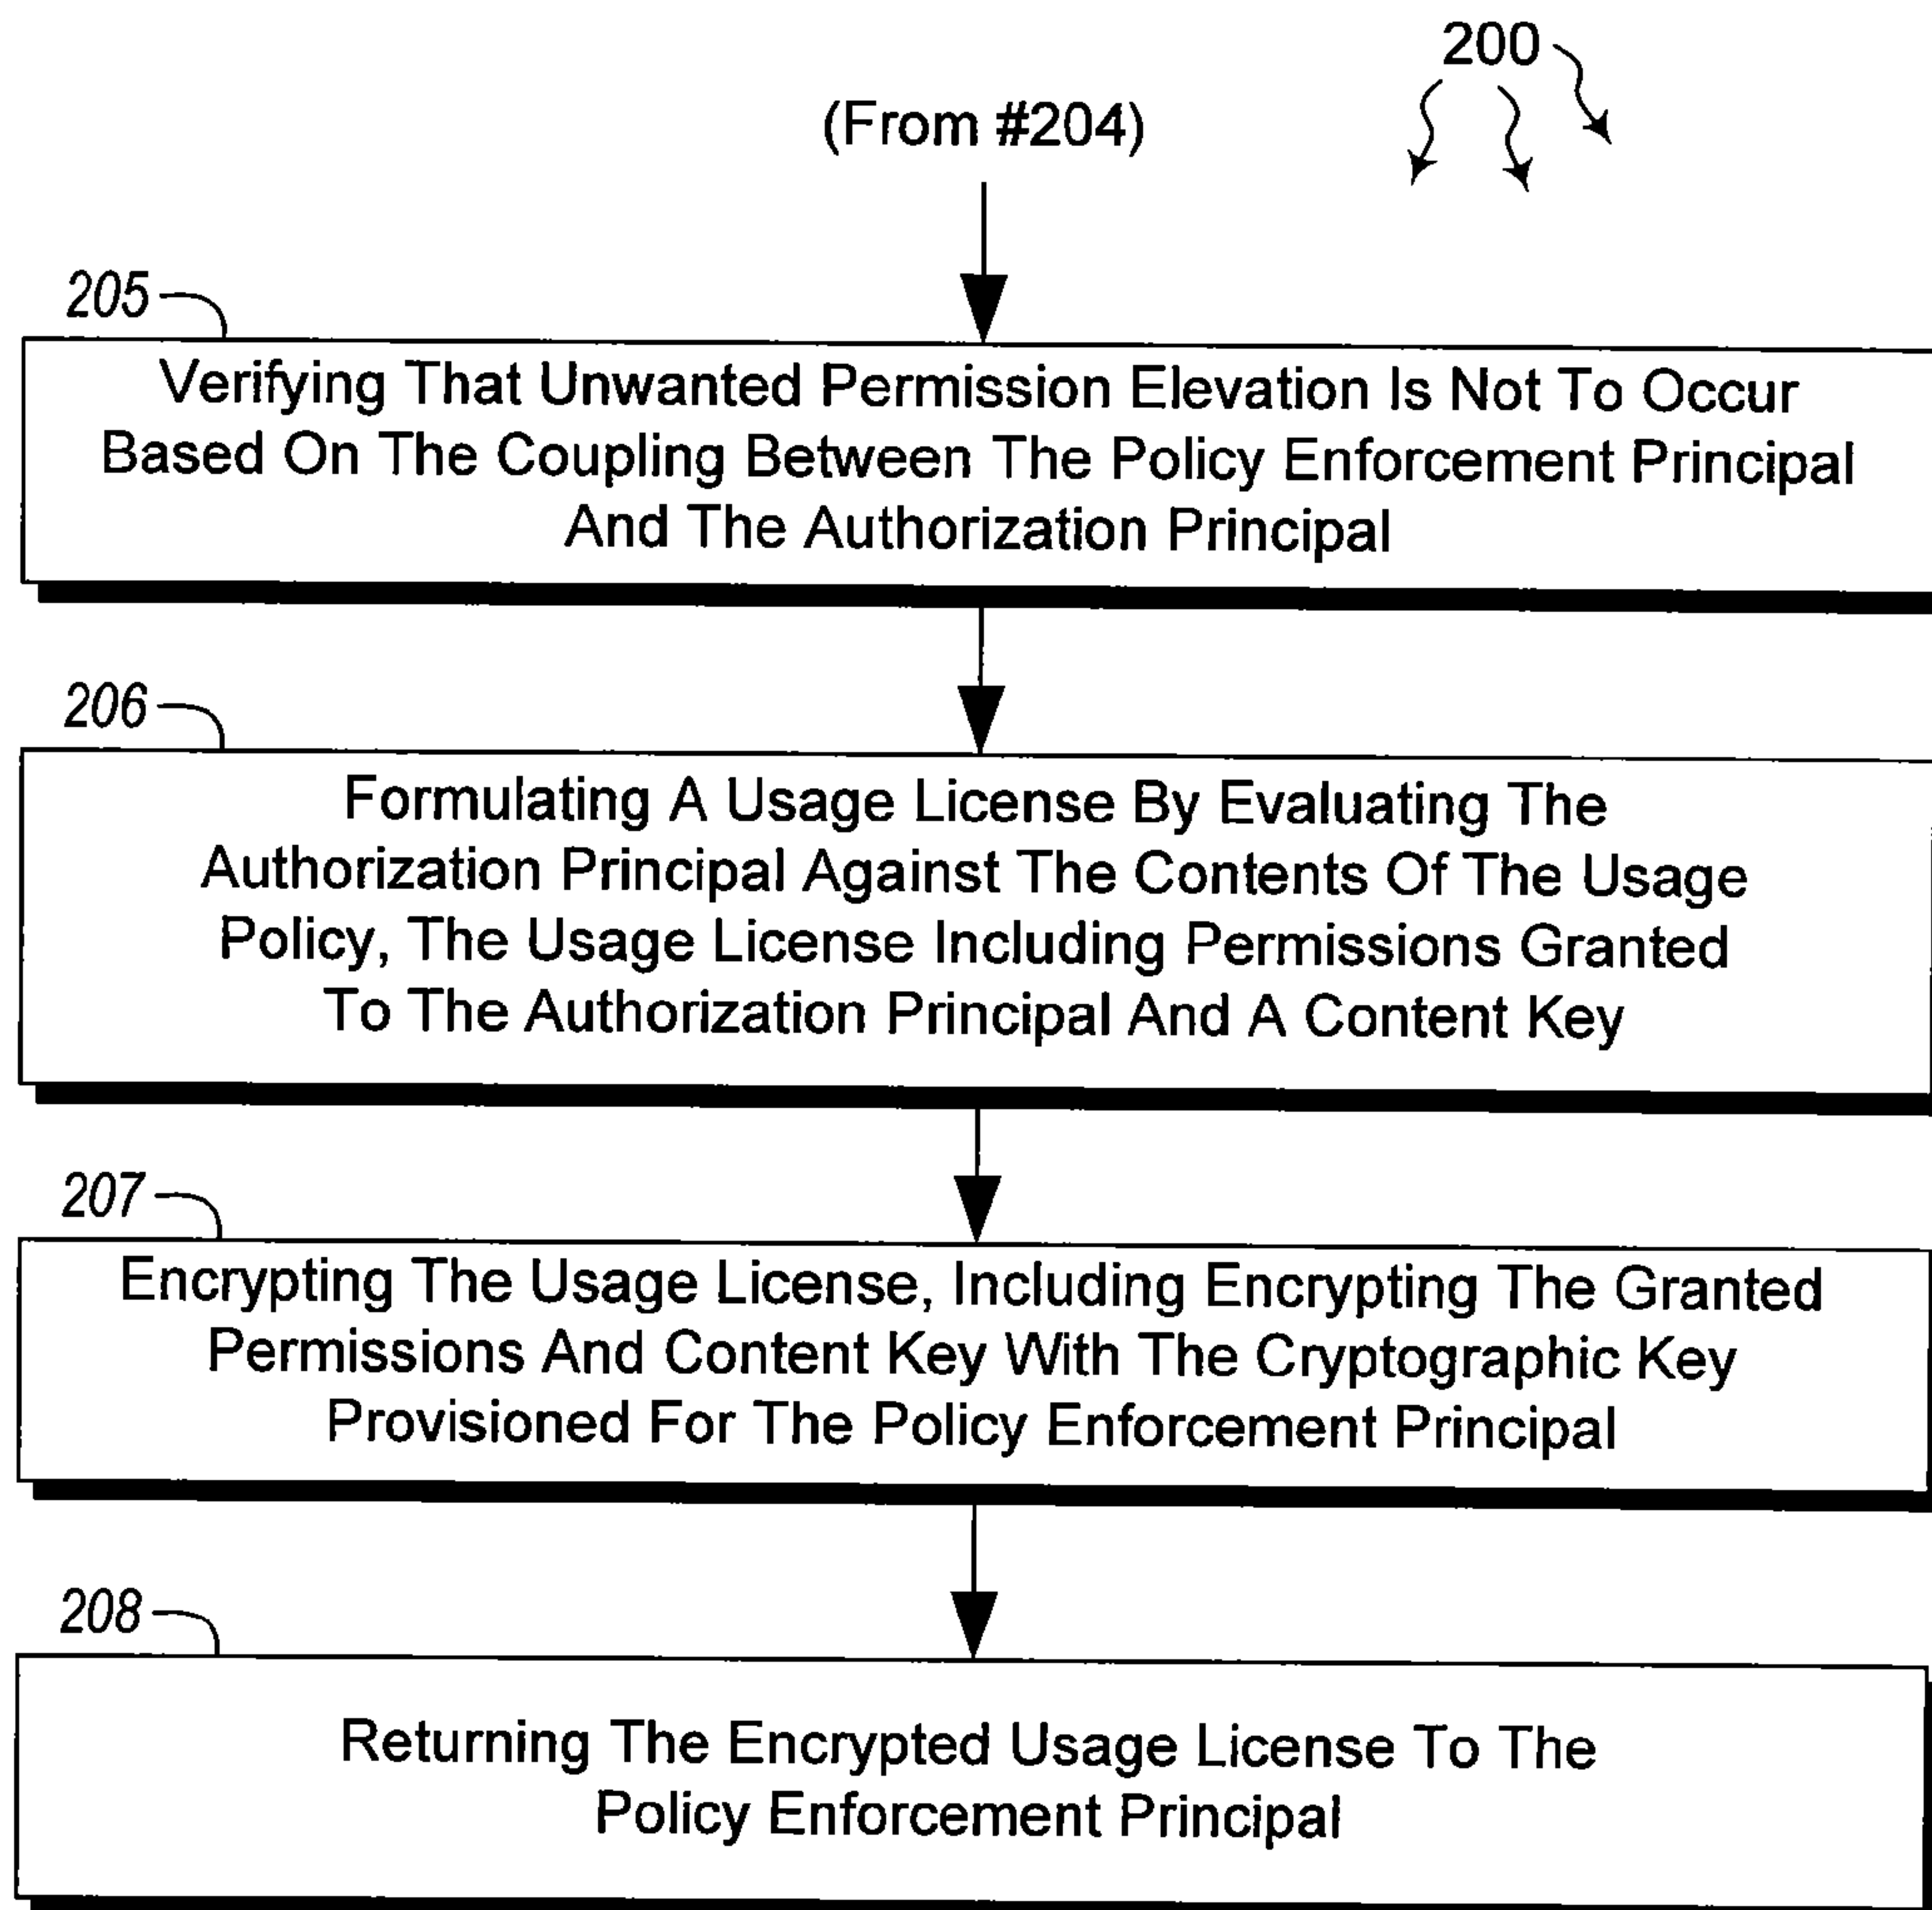 200
(From #204)
205
Verifying That Unwanted Permission Elevation Is Not To Occur
Based On The Coupling Between The Policy Enforcement Principal
And The Authorization Principal
206
Formulating A Usage License By Evaluating The
Authorization Principal Against The Contents Of The Usage
Policy, The Usage License Including Permissions Granted
To The Authorization Principal And A Content Key
207
Encrypting The Usage License, Including Encrypting The Granted
Permissions And Content Key With The Cryptographic Key
Provisioned For The Policy Enforcement Principal
208
Returning The Encrypted Usage License To The
Policy Enforcement Principal